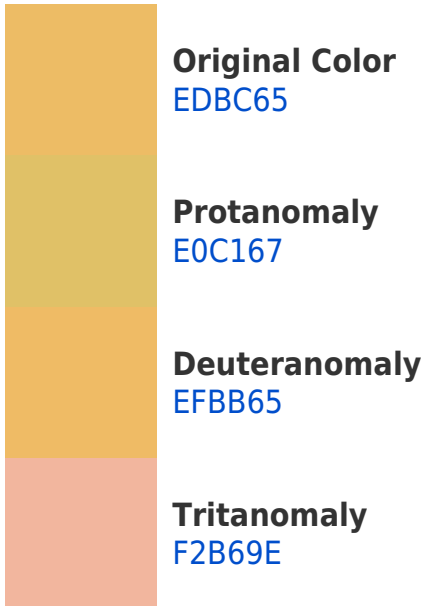 Original Color
EDBC65
Protanomaly
E0C167
Deuteranomaly
EFBB65
Tritanomaly
F2B69E